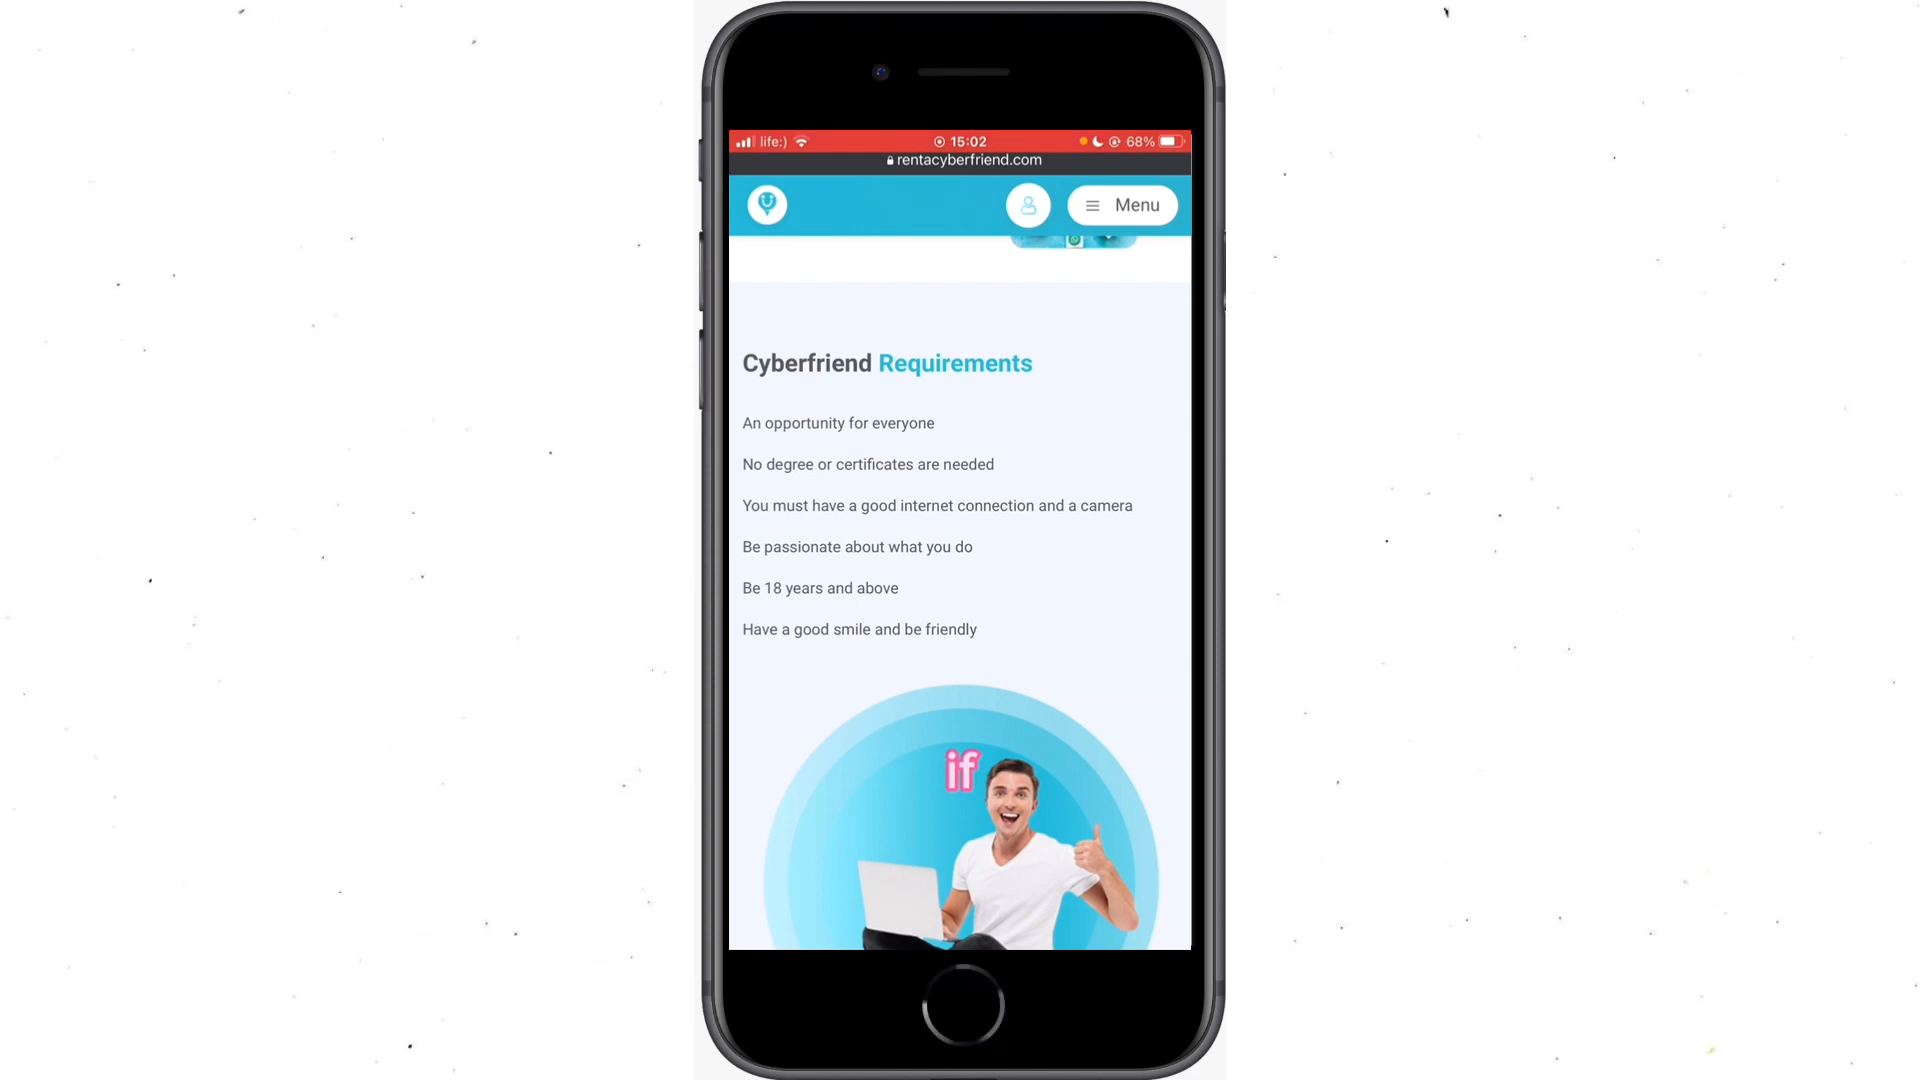 life:) 15:02 68%
rentacyberfriend.com
Menu
Cyberfriend Requirements
An opportunity for everyone
No degree or certificates are needed
You must have a good internet connection and a camera
Be passionate about what you do
Be 18 years and above
Have a good smile and be friendly
if